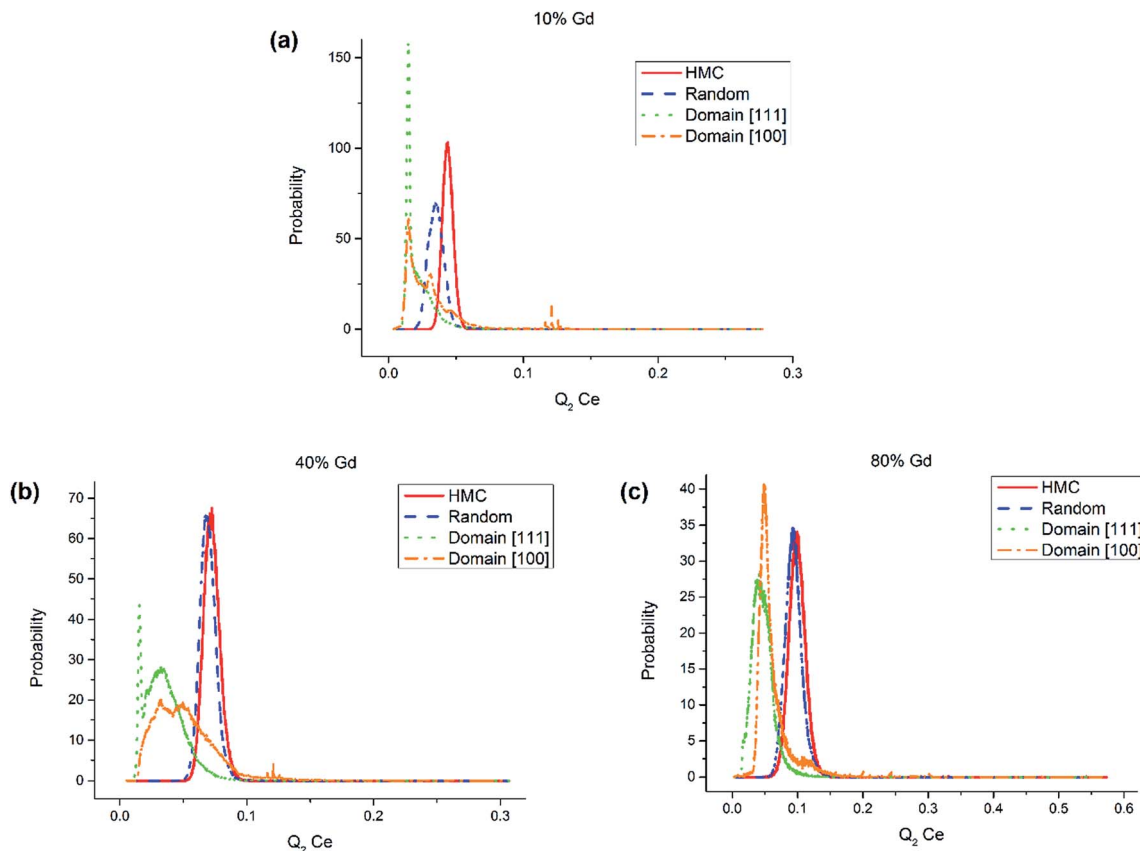 10% Gd
(a)
HMC
Random
Domain [111]
Domain [100]
150
100
50
0
Probability
0.0 0.1 0.2 0.3
Q₂ Ce
40% Gd
(b)
HMC
Random
Domain [111]
Domain [100]
70
60
50
40
30
20
10
0
Probability
0.0 0.1 0.2 0.3
Q₂ Ce
80% Gd
(c)
HMC
Random
Domain [111]
Domain [100]
40
35
30
25
20
15
10
5
0
Probability
0.0 0.1 0.2 0.3 0.4 0.5 0.6
Q₂ Ce